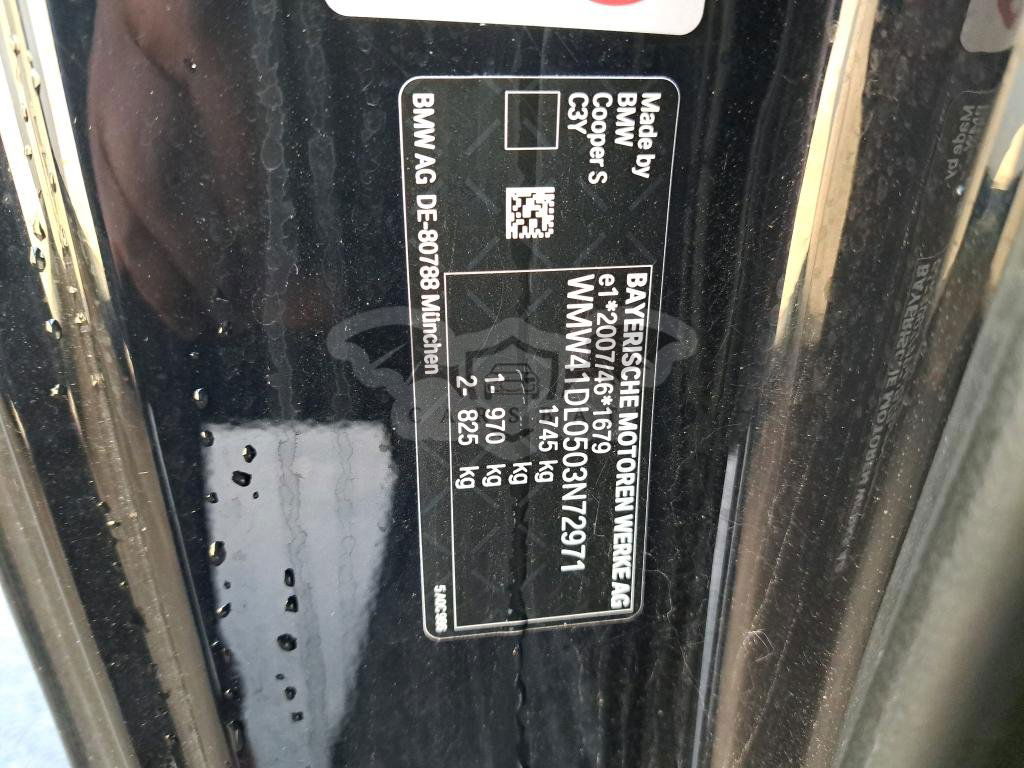 Made by
BMW
Cooper S
C3Y
BAYERISCHE MOTOREN WERKE AG
e1*2007/46*1679
WMW41DL0503N72971
1745 kg
kg
1- 970 kg
2- 825 kg
BMW AG DE-80788 München